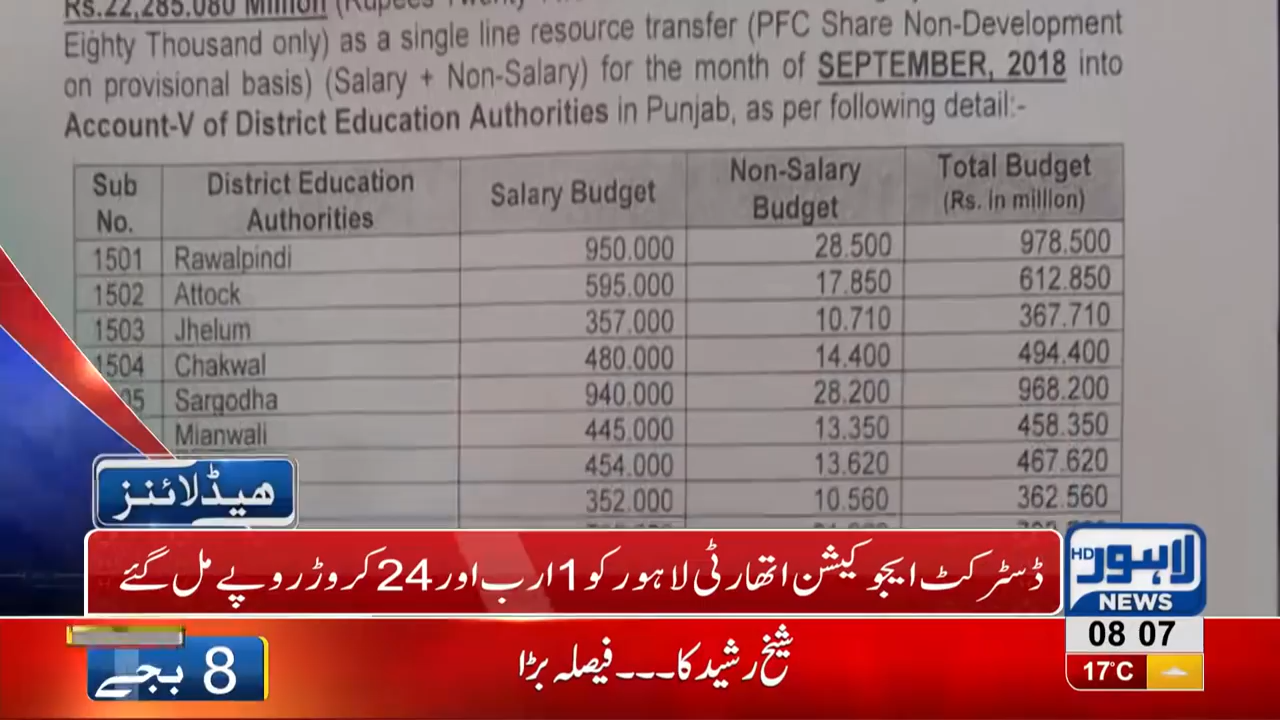 Rs.22,285.080 Million
Eighty Thousand only) as a single line resource transfer (PFC Share Non-Development
on provisional basis) (Salary + Non-Salary) for the month of SEPTEMBER, 2018 into
Account-V of District Education Authorities in Punjab, as per following detail:-
Sub No. District Education Authorities Salary Budget Non-Salary Budget Total Budget (Rs. in million)
1501 Rawalpindi 950.000 28.500 978.500
1502 Attock 595.000 17.850 612.850
1503 Jhelum 357.000 10.710 367.710
1504 Chakwal 480.000 14.400 494.400
05 Sargodha 940.000 28.200 968.200
Mianwali 445.000 13.350 458.350
454.000 13.620 467.620
352.000 10.560 362.560
ھیڈلائنز
ڈسٹرکٹ ایجوکیشن اتھارٹی لاہور کو 1 ارب اور 24 کروڑ روپے مل گئے
لاہور HD
NEWS
08 07
17°C
8 بجے
شیخ رشید کا ۔۔۔ فیصلہ بڑا